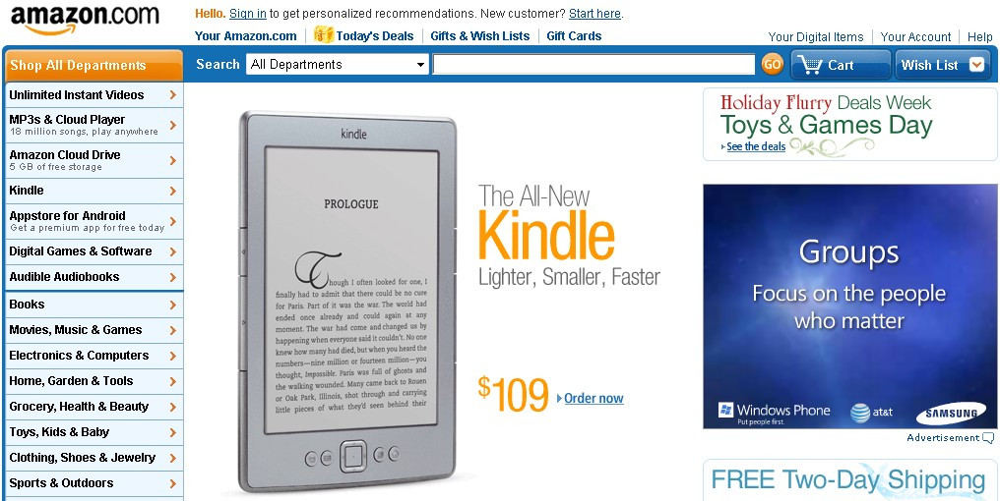 amazon.com
Hello. Sign in to get personalized recommendations. New customer? Start here.
Your Amazon.com
Today's Deals
Gifts & Wish Lists
Gift Cards
Your Digital Items
Your Account
Help
Shop All Departments
Search
All Departments
GO
Cart
Wish List
Unlimited Instant Videos
MP3s & Cloud Player
18 million songs, play anywhere
Amazon Cloud Drive
5 GB of free storage
Kindle
Appstore for Android
Get a premium app for free today
Digital Games & Software
Audible Audiobooks
Books
Movies, Music & Games
Electronics & Computers
Home, Garden & Tools
Grocery, Health & Beauty
Toys, Kids & Baby
Clothing, Shoes & Jewelry
Sports & Outdoors
kindle
PROLOGUE
Though I often looked for one, I
finally had to admit that there could be no cure
for Paris. Part of it was the war. The world had
ended once already and could again at any
moment. The war had come and changed us by
happening when everyone said it couldn't. No one
knew how many had died, but when you heard the
numbers—nine million or fourteen million—you
thought, Impossible. Paris was full of ghosts and
the walking wounded. Many came back to Rouen
or Oak Park, Illinois, shot through and carrying
little pieces of what they'd seen behind their
The All-New
Kindle
Lighter, Smaller, Faster
$109
Order now
Holiday Flurry Deals Week
Toys & Games Day
See the deals
Groups
Focus on the people
who matter
Windows Phone
Put people first.
at&t
SAMSUNG
Advertisement
FREE Two-Day Shipping